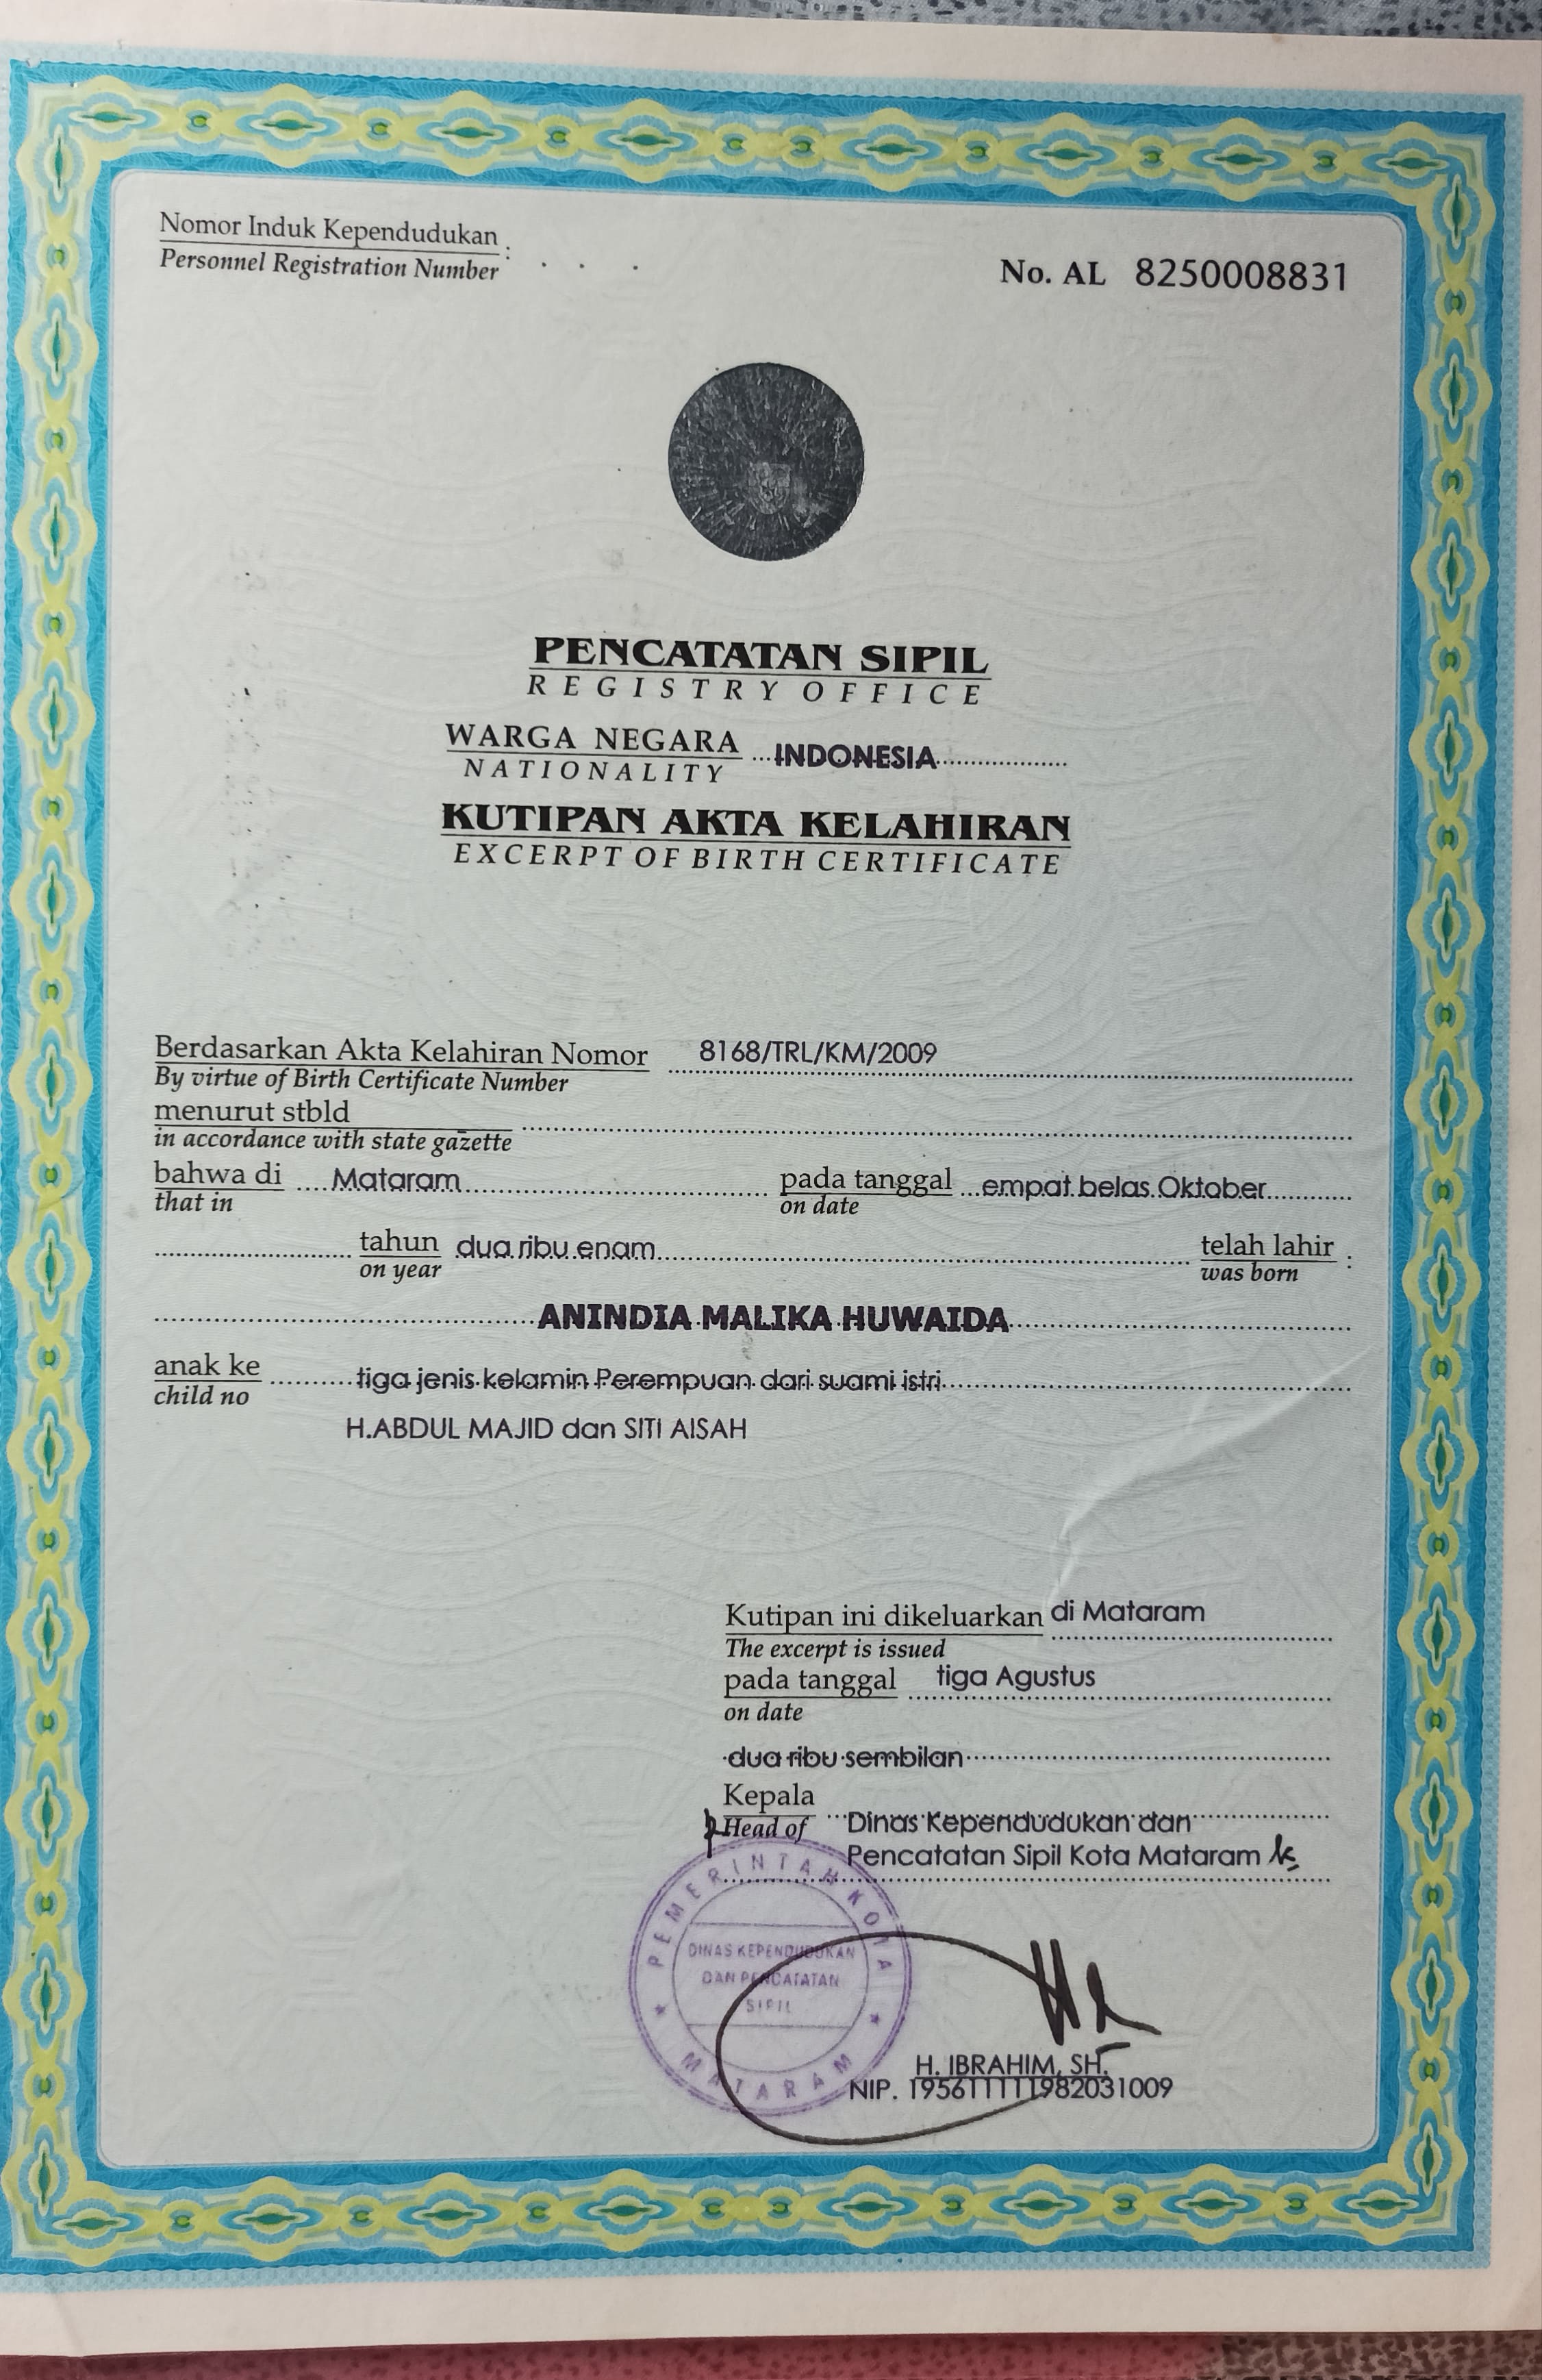 Nomor Induk Kependudukan :
Personnel Registration Number
No. AL 8250008831
PENCATATAN SIPIL
REGISTRY OFFICE
WARGA NEGARA INDONESIA
NATIONALITY
KUTIPAN AKTA KELAHIRAN
EXCERPT OF BIRTH CERTIFICATE
Berdasarkan Akta Kelahiran Nomor 8168/TRL/KM/2009
By virtue of Birth Certificate Number
menurut stbld
in accordance with state gazette
bahwa di Mataram pada tanggal empat belas Oktober
that in on date
tahun dua ribu enam telah lahir :
on year was born
ANINDIA MALIKA HUWAIDA
anak ke tiga jenis kelamin Perempuan dari suami istri
child no
H.ABDUL MAJID dan SITI AISAH
Kutipan ini dikeluarkan di Mataram
The excerpt is issued
pada tanggal tiga Agustus
on date
dua ribu sembilan
Kepala
Head of Dinas Kependudukan dan
Pencatatan Sipil Kota Mataram
PEMERINTAH KOTA
DINAS KEPENDUDUKAN
DAN PENCATATAN
SIPIL
MATARAM
H. IBRAHIM, SH.
NIP. 195611111982031009